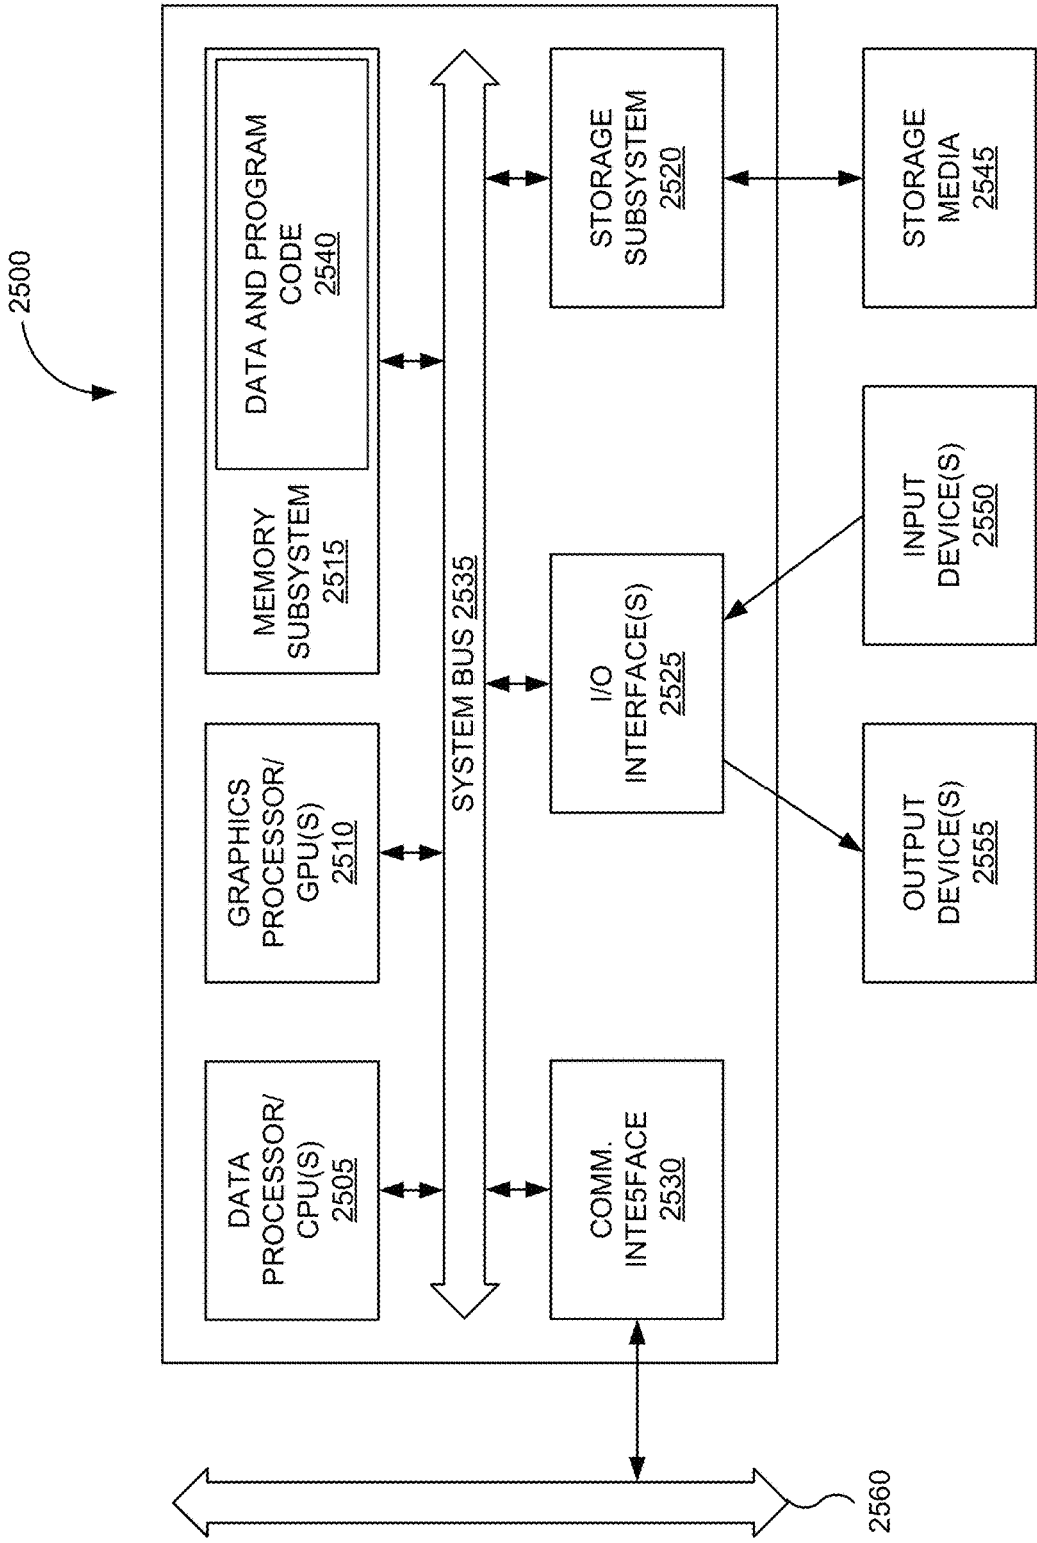 2500
DATA
PROCESSOR/
CPU(S)
2505
GRAPHICS
PROCESSOR/
GPU(S)
2510
MEMORY
SUBSYSTEM
2515
DATA AND PROGRAM
CODE
2540
SYSTEM BUS 2535
COMM.
INTE5FACE
2530
I/O
INTERFACE(S)
2525
STORAGE
SUBSYSTEM
2520
OUTPUT
DEVICE(S)
2555
INPUT
DEVICE(S)
2550
STORAGE
MEDIA
2545
2560